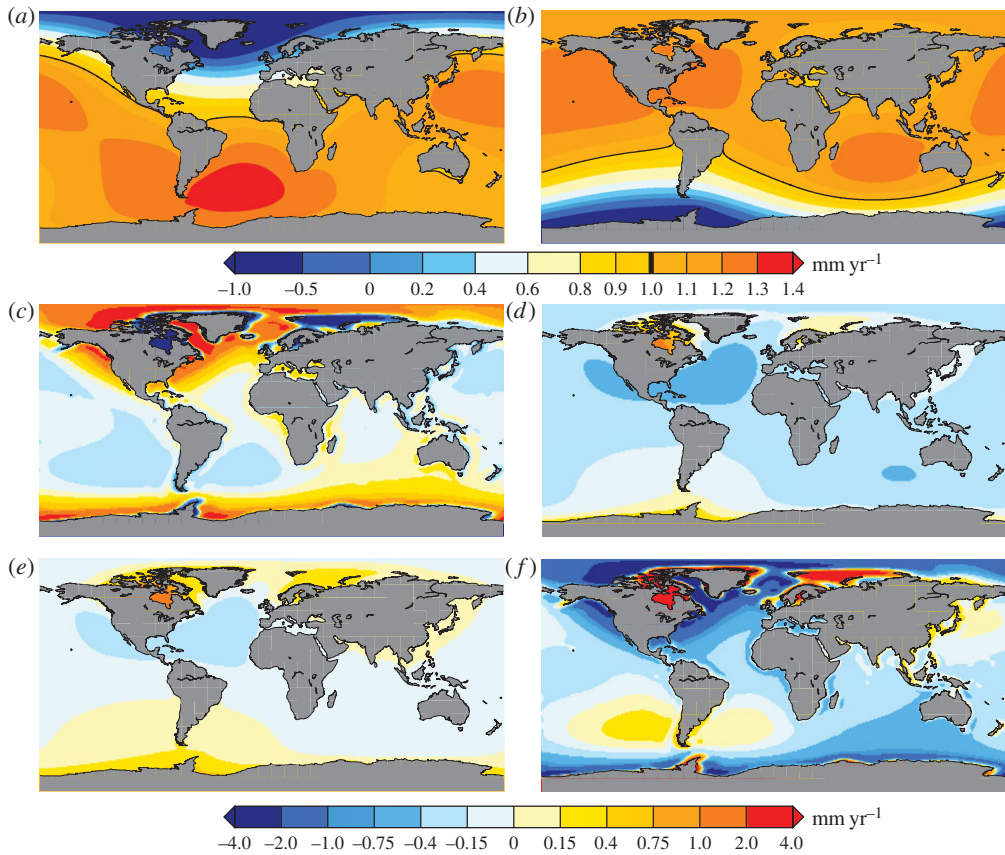 (a) (b)
−1.0 −0.5 0 0.2 0.4 0.6 0.8 0.9 1.0 1.1 1.2 1.3 1.4 mm yr⁻¹
(c) (d)
(e) (f)
−4.0 −2.0 −1.0 −0.75 −0.4 −0.15 0 0.15 0.4 0.75 1.0 2.0 4.0 mm yr⁻¹